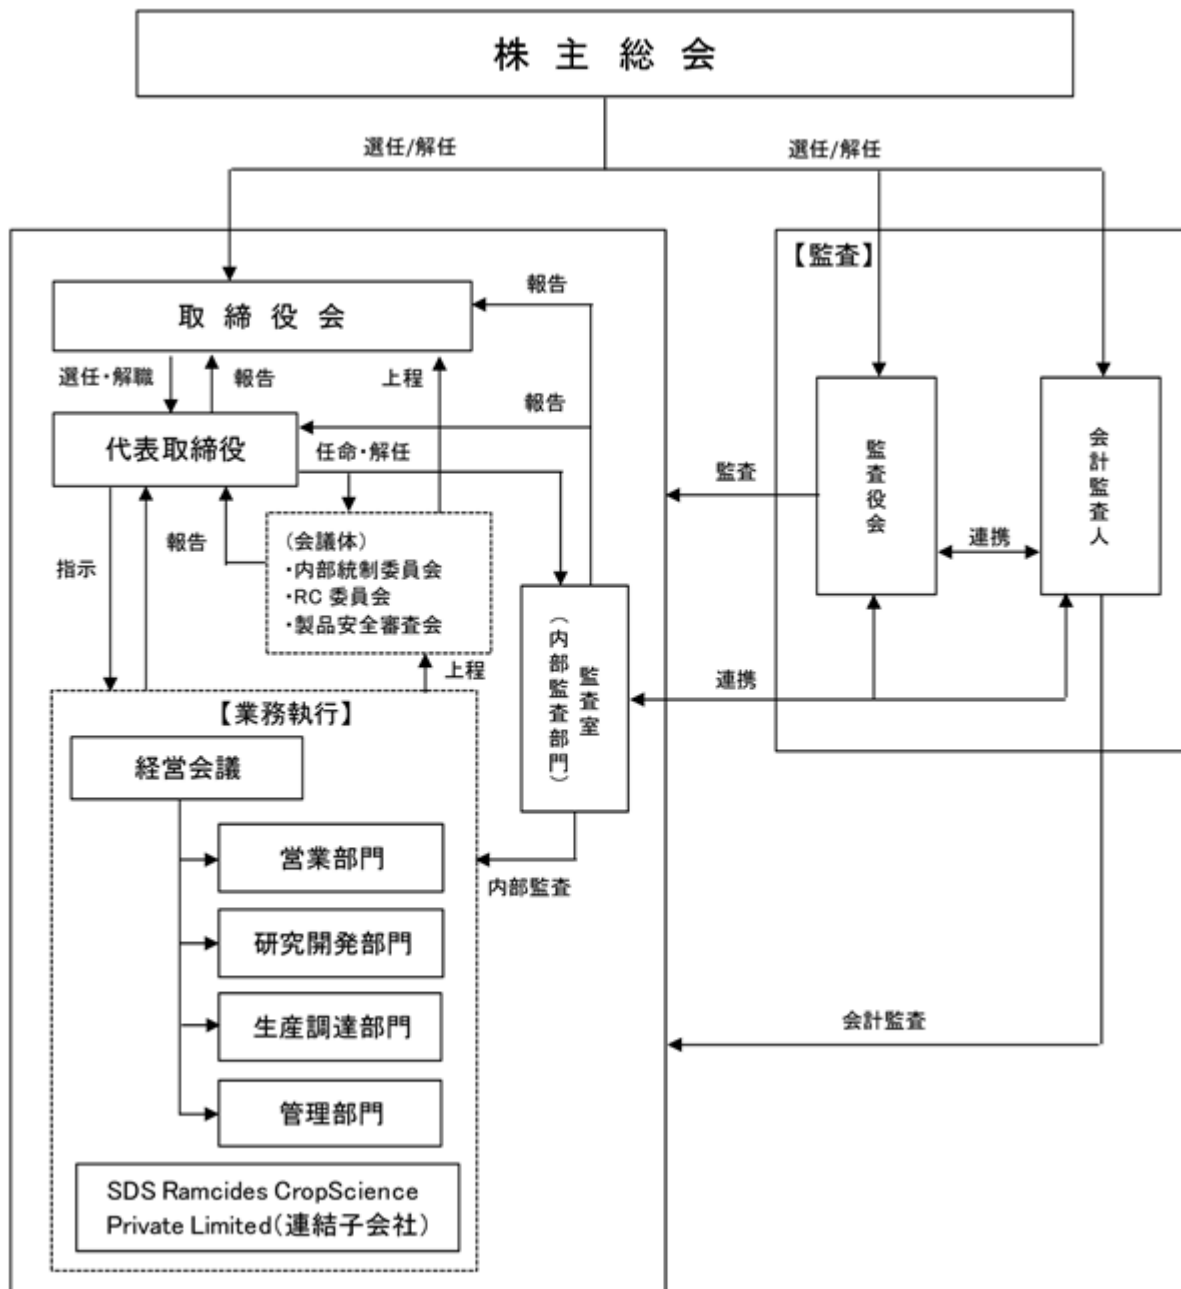 株主総会
選任/解任
選任/解任
【監査】
報告
取締役会
選任・解職
報告
上程
報告
代表取締役
任命・解任
監査役会
会計監査人
監査
報告
(会議体)
・内部統制委員会
・RC 委員会
・製品安全審査会
指示
連携
上程
監査室
(内部監査部門)
連携
【業務執行】
経営会議
営業部門
内部監査
研究開発部門
生産調達部門
会計監査
管理部門
SDS Ramcides CropScience
Private Limited(連結子会社)